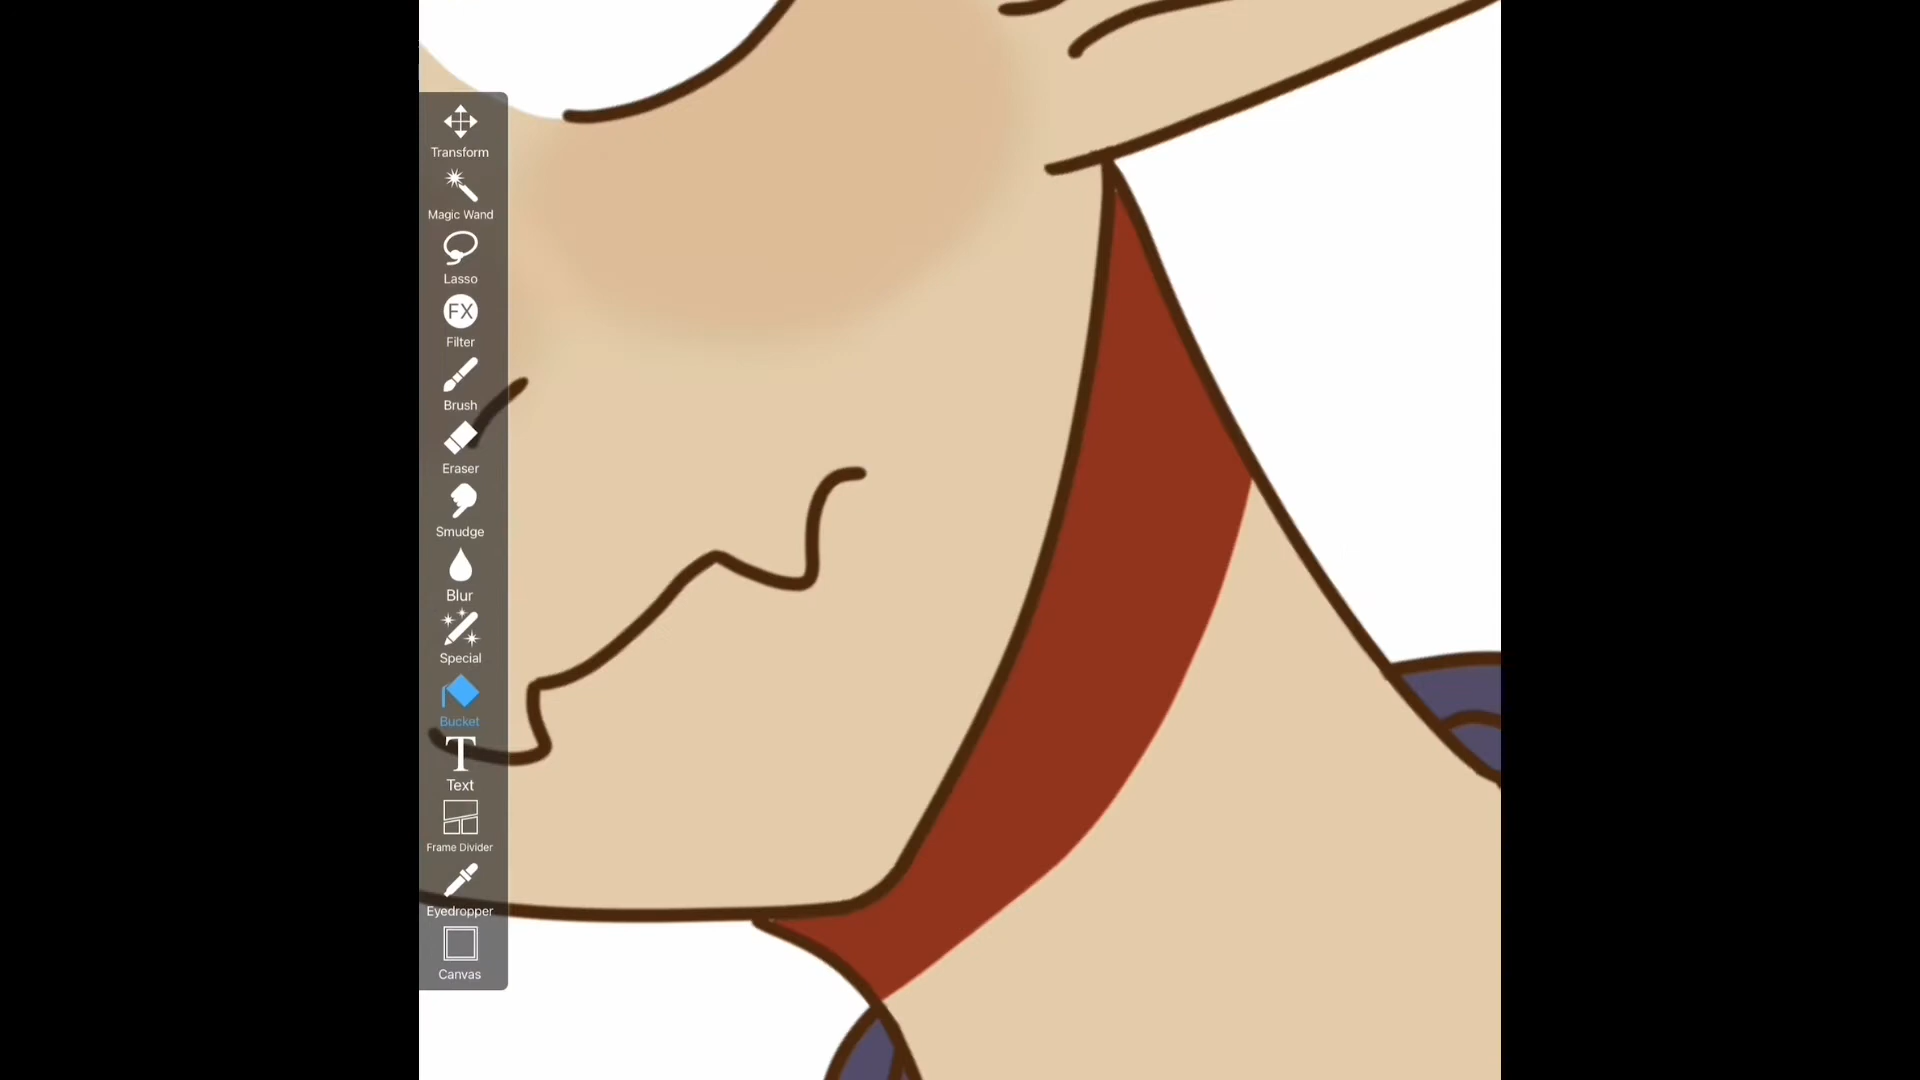 Transform
Magic Wand
Lasso
FX
Filter
Brush
Eraser
Smudge
Blur
Special
Bucket
T
Text
Frame Divider
Eyedropper
Canvas